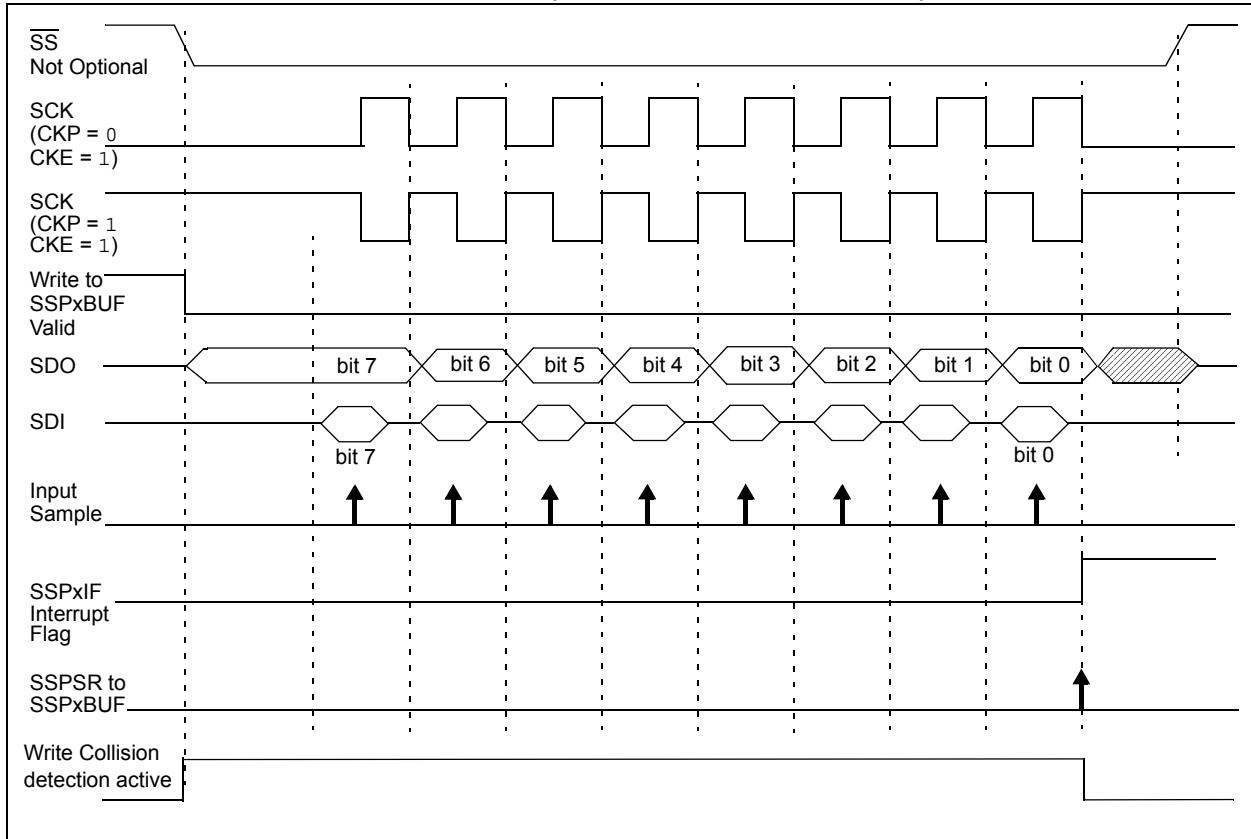 SS
Not Optional
SCK
(CKP = 0
CKE = 1)
SCK
(CKP = 1
CKE = 1)
Write to
SSPxBUF
Valid
SDO
bit 7 bit 6 bit 5 bit 4 bit 3 bit 2 bit 1 bit 0
SDI
bit 7 bit 0
Input
Sample
SSPxIF
Interrupt
Flag
SSPSR to
SSPxBUF
Write Collision
detection active